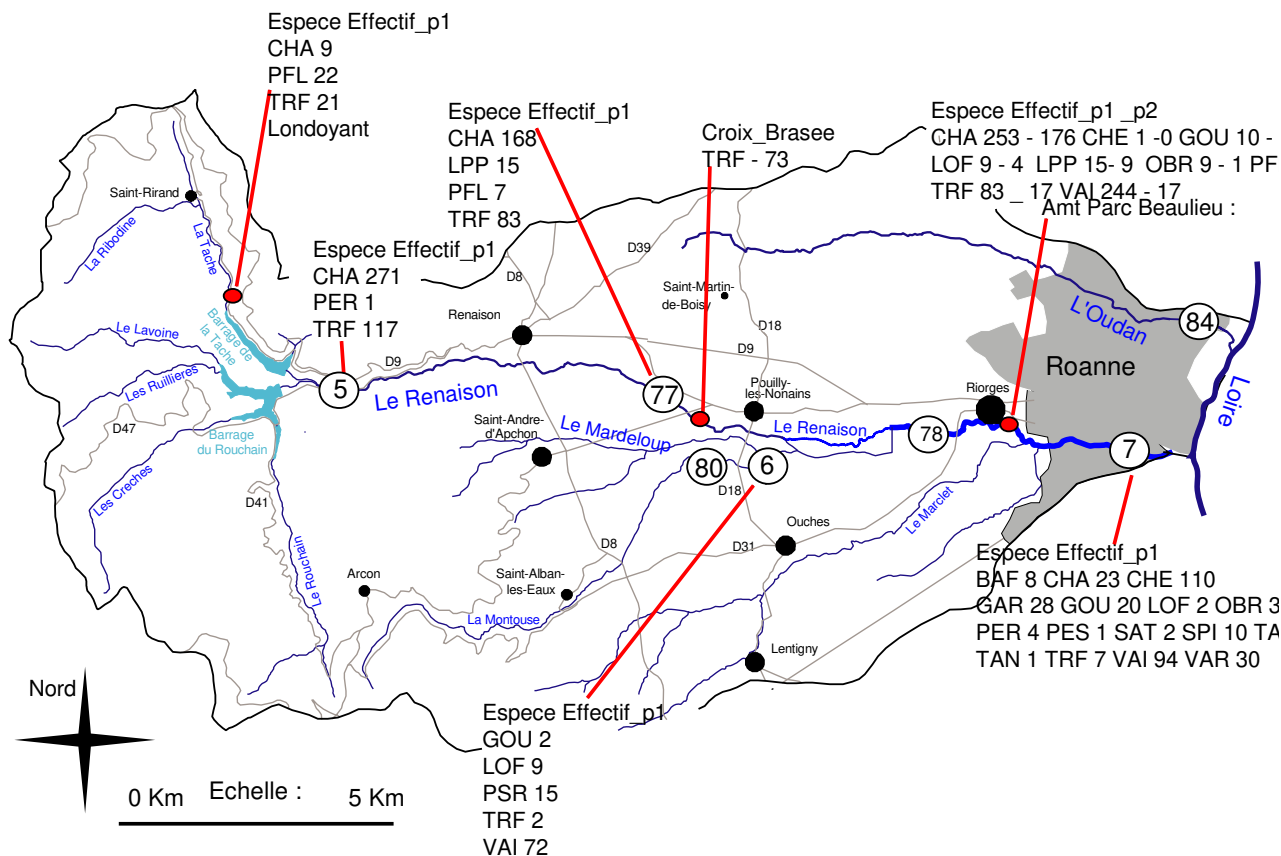 Espece Effectif_p1
CHA 9
PFL 22
TRF 21
Londoyant
Espece Effectif_p1
CHA 168
LPP 15
PFL 7
TRF 83
Croix_Brasee
TRF - 73
Espece Effectif_p1 _p2
CHA 253 - 176 CHE 1 -0 GOU 10 -
LOF 9 - 4 LPP 15- 9 OBR 9 - 1 PF
TRF 83 _ 17 VAI 244 - 17
Amt Parc Beaulieu :
Espece Effectif_p1
CHA 271
PER 1
TRF 117
Saint-Rirand
La Ribodine
La Tache
Barrage de
la Tache
Le Lavoine
Les Ruillieres
D47
Barrage
du Rouchain
Les Creches
D41
Le Rouchain
5
D9
Le Renaison
Renaison
D8
D39
Saint-Martin-
de-Boisy
D18
D9
77
Pouilly-
les-Nonains
Saint-Andre-
d'Apchon
Le Mardeloup
Le Renaison
80
6
D18
78
Riorges
Roanne
L'Oudan
84
Loire
7
Le Marclet
Ouches
D31
D8
Arcon
Saint-Alban-
les-Eaux
La Montouse
Lentigny
Espece Effectif_p1
BAF 8 CHA 23 CHE 110
GAR 28 GOU 20 LOF 2 OBR 3
PER 4 PES 1 SAT 2 SPI 10 TA
TAN 1 TRF 7 VAI 94 VAR 30
Espece Effectif_p1
GOU 2
LOF 9
PSR 15
TRF 2
VAI 72
Nord
0 Km Echelle : 5 Km